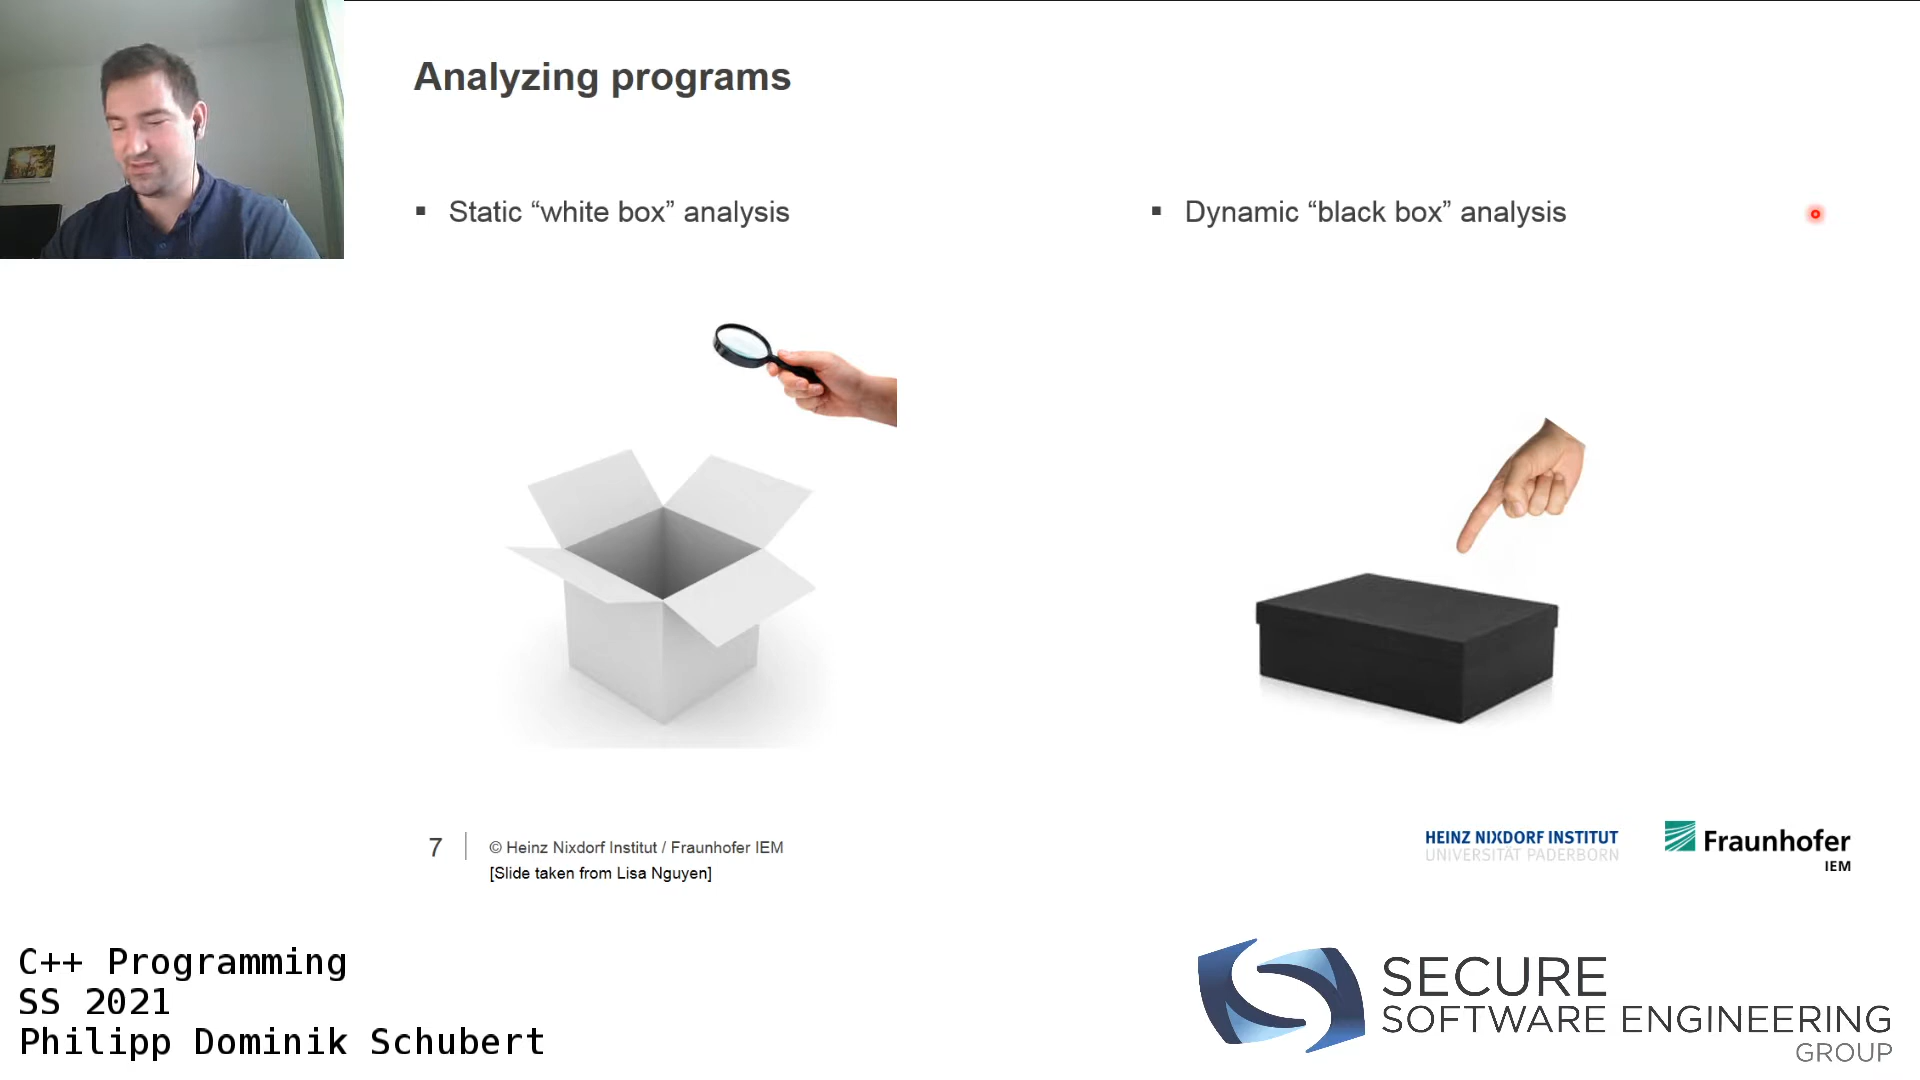 Analyzing programs
▪ Static “white box” analysis
▪ Dynamic “black box” analysis
7
© Heinz Nixdorf Institut / Fraunhofer IEM
[Slide taken from Lisa Nguyen]
HEINZ NIXDORF INSTITUT
UNIVERSITÄT PADERBORN
Fraunhofer
IEM
C++ Programming
SS 2021
Philipp Dominik Schubert
SECURE
SOFTWARE ENGINEERING
GROUP